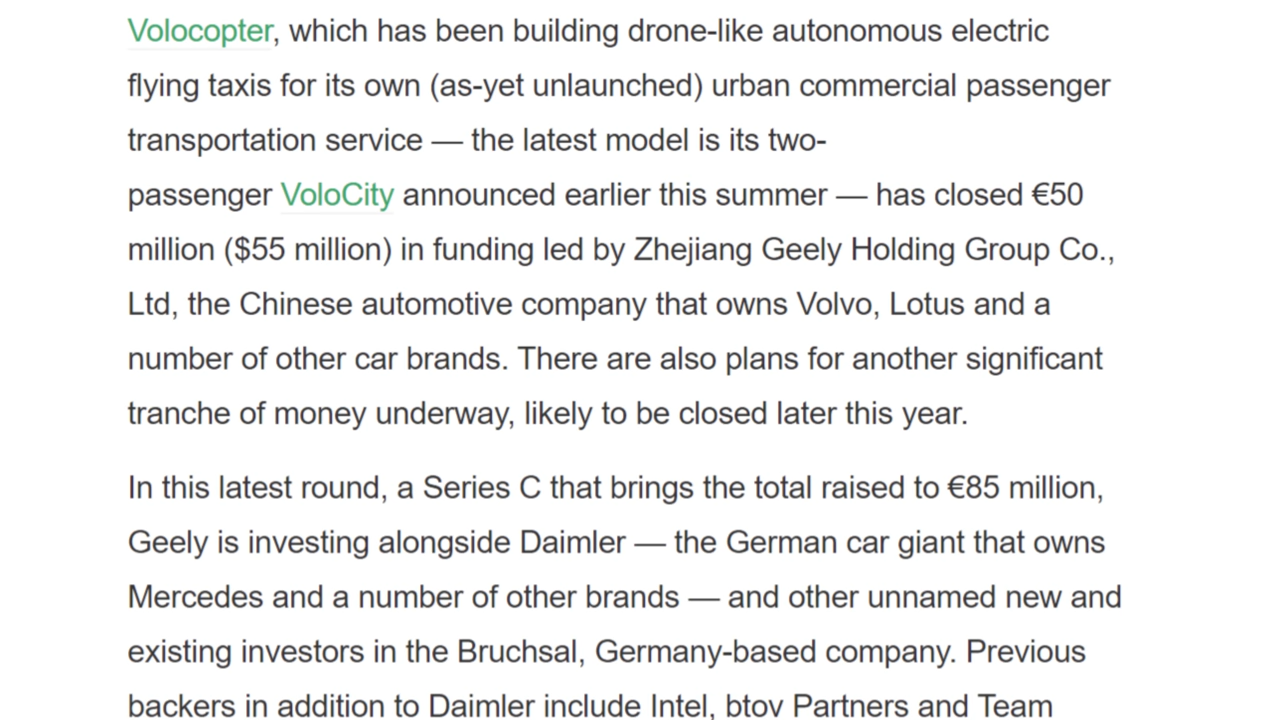 Volocopter, which has been building drone-like autonomous electric
flying taxis for its own (as-yet unlaunched) urban commercial passenger
transportation service — the latest model is its two-
passenger VoloCity announced earlier this summer — has closed €50
million ($55 million) in funding led by Zhejiang Geely Holding Group Co.,
Ltd, the Chinese automotive company that owns Volvo, Lotus and a
number of other car brands. There are also plans for another significant
tranche of money underway, likely to be closed later this year.
In this latest round, a Series C that brings the total raised to €85 million,
Geely is investing alongside Daimler — the German car giant that owns
Mercedes and a number of other brands — and other unnamed new and
existing investors in the Bruchsal, Germany-based company. Previous
backers in addition to Daimler include Intel, btov Partners and Team